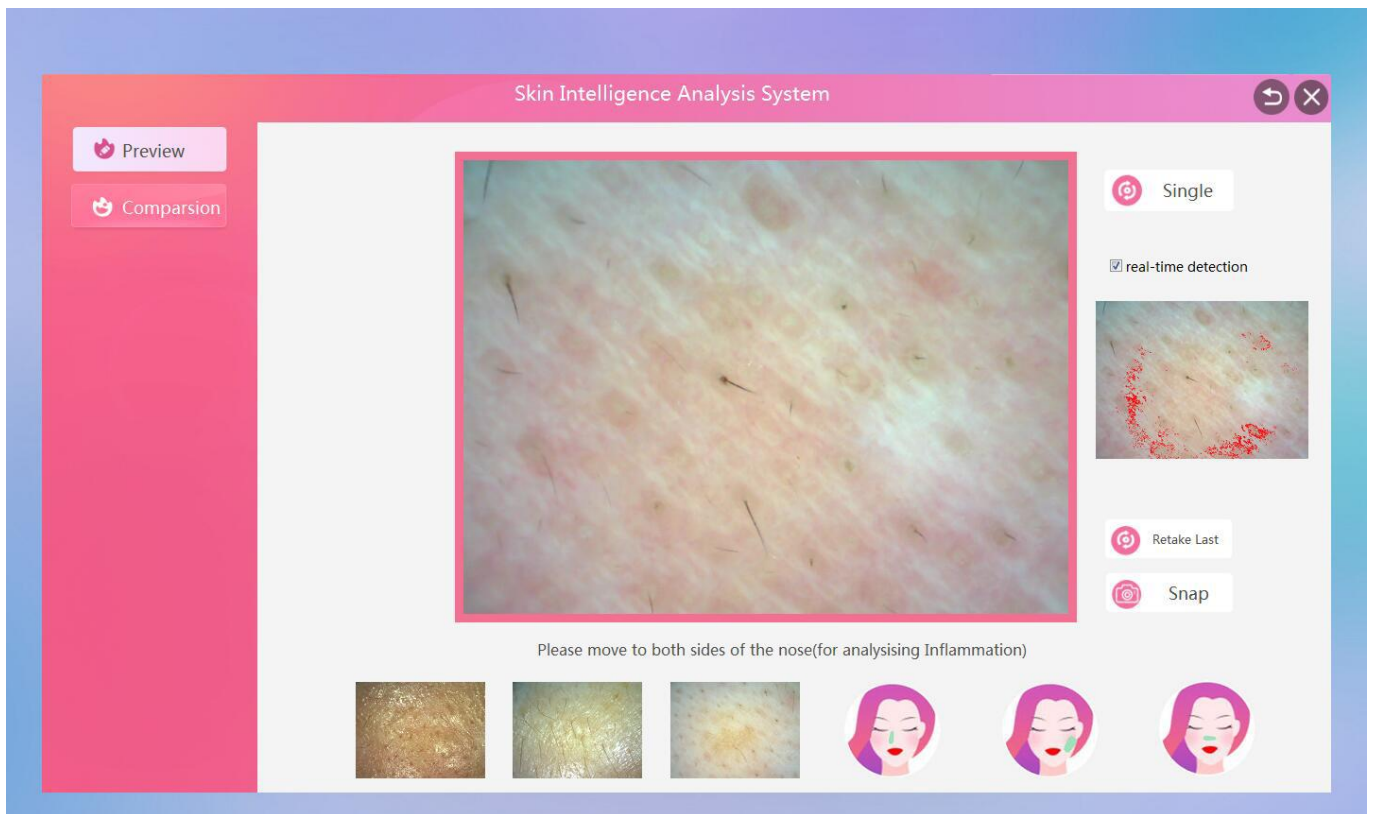 Skin Intelligence Analysis System
Preview
Comparsion
Single
real-time detection
Retake Last
Snap
Please move to both sides of the nose(for analysising Inflammation)